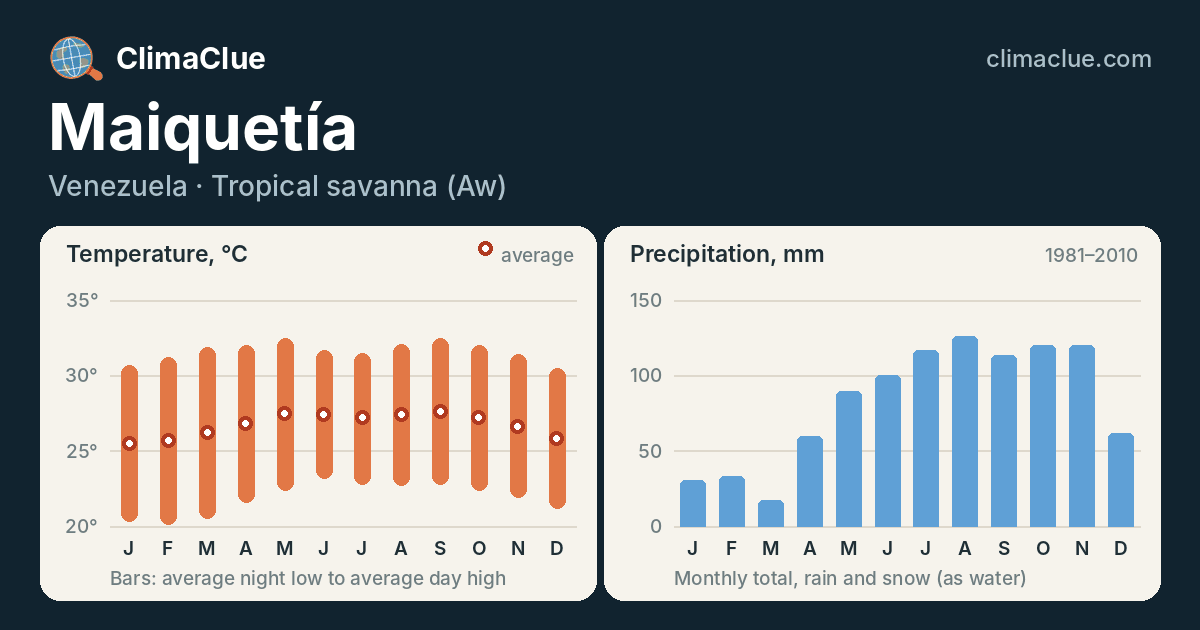 ClimaClue
climaclue.com
Maiquetía
Venezuela · Tropical savanna (Aw)
Temperature, °C
average
35°
30°
25°
20°
J F M A M J J A S O N D
Bars: average night low to average day high
Precipitation, mm
1981–2010
150
100
50
0
J F M A M J J A S O N D
Monthly total, rain and snow (as water)